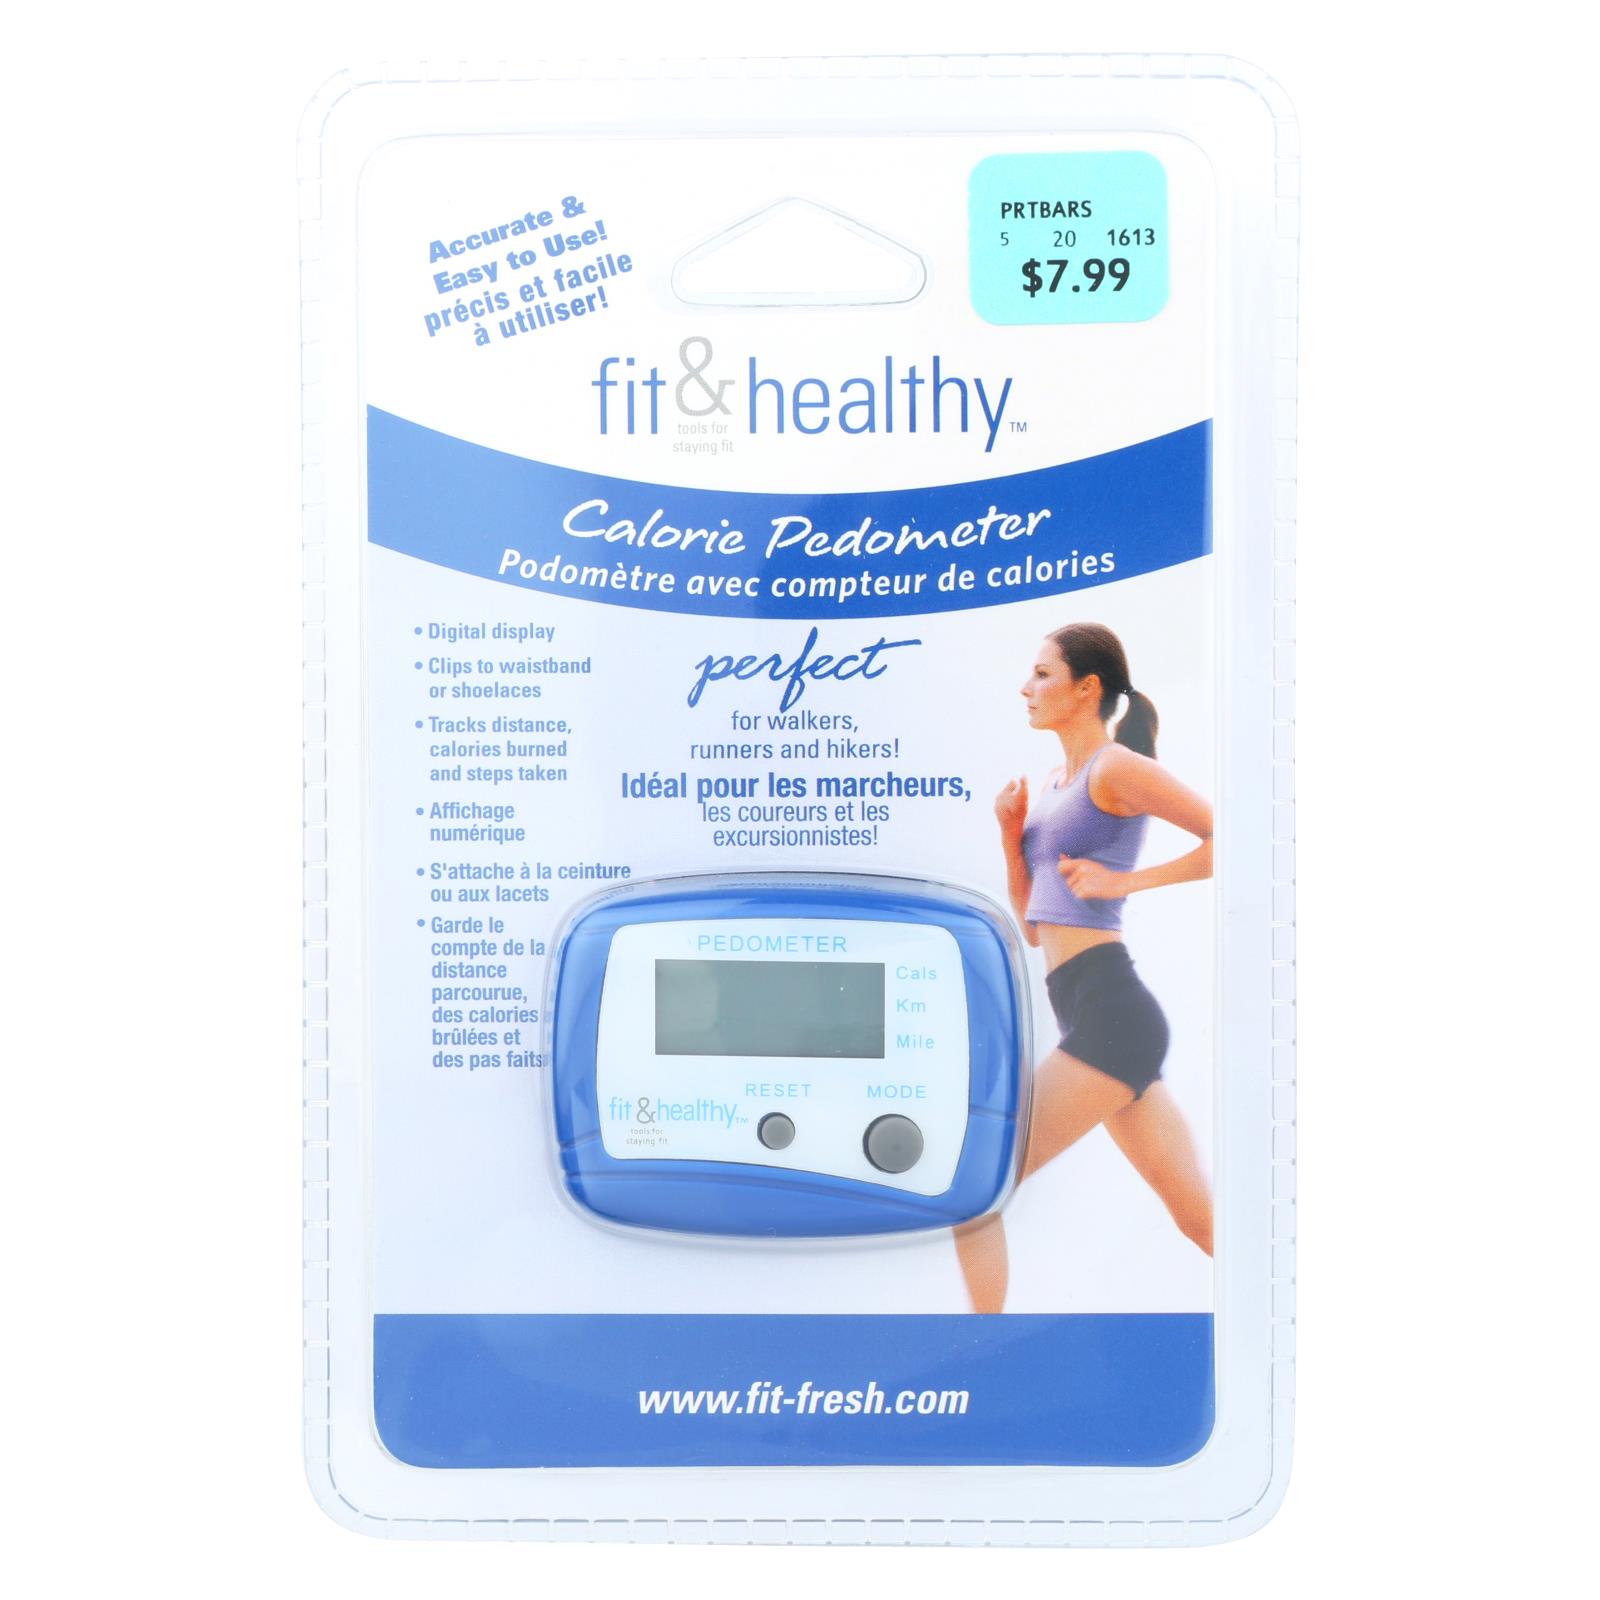 Accurate &
Easy to Use!
précis et facile
à utiliser!
PRTBARS
5 20 1613
$7.99
fit & healthy™
tools for
staying fit
Calorie Pedometer
Podomètre avec compteur de calories
• Digital display
• Clips to waistband
or shoelaces
• Tracks distance,
calories burned
and steps taken
• Affichage
numérique
• S'attache à la ceinture
ou aux lacets
• Garde le
compte de la
distance
parcourue,
des calories
brûlées et
des pas faits
perfect
for walkers,
runners and hikers!
Idéal pour les marcheurs,
les coureurs et les
excursionnistes!
PEDOMETER
Cals
Km
Mile
RESET MODE
fit & healthy™
tools for
staying fit
www.fit-fresh.com